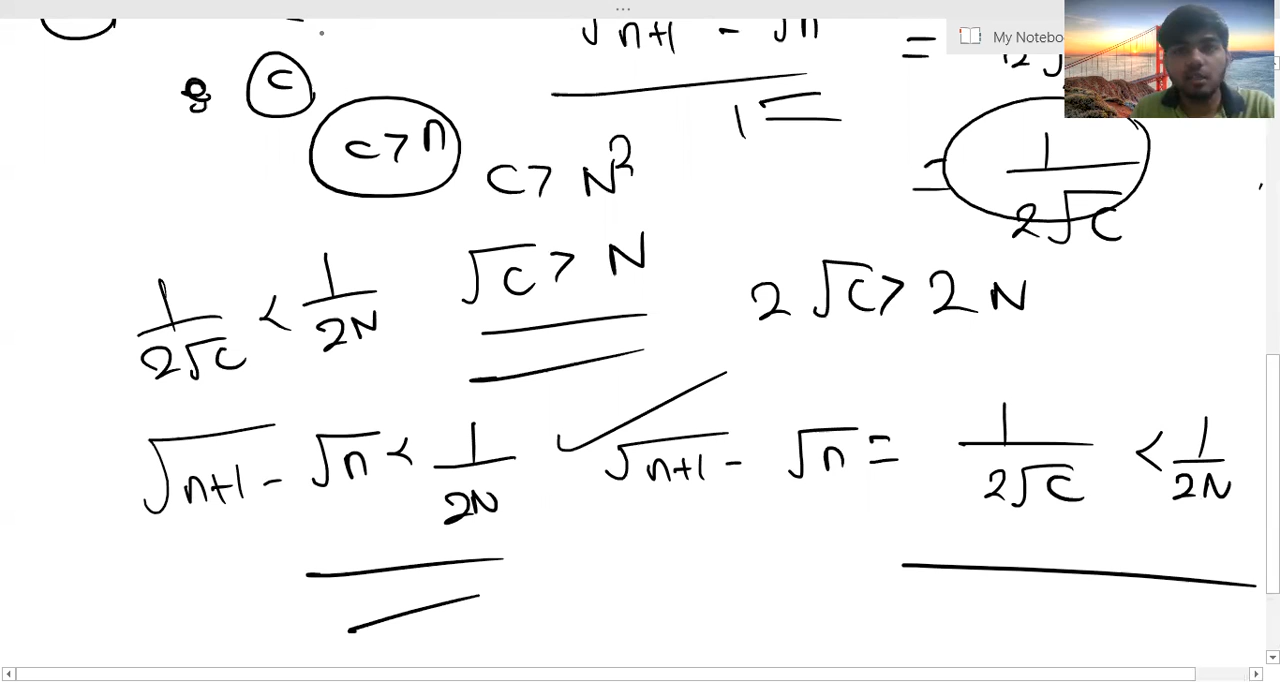 √n+1 - √n
=
My Notebo
c
1
c > n
c > N²
= 1/2√c
√c > N
2√c > 2N
1/2√c < 1/2N
√n+1 - √n < 1/2N
√n+1 - √n = 1/2√c < 1/2N